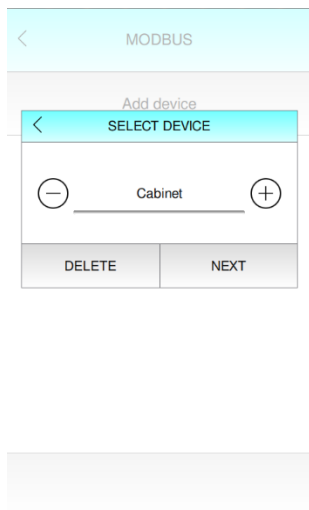 MODBUS
Add device
SELECT DEVICE
Cabinet
DELETE NEXT